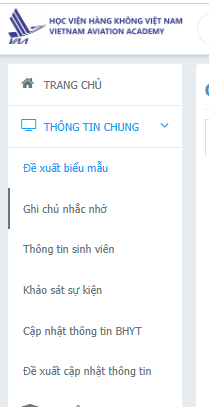 HỌC VIỆN HÀNG KHÔNG VIỆT NAM
VIETNAM AVIATION ACADEMY
TRANG CHỦ
THÔNG TIN CHUNG
Đề xuất biểu mẫu
Ghi chú nhắc nhở
Thông tin sinh viên
Khảo sát sự kiện
Cập nhật thông tin BHYT
Đề xuất cập nhật thông tin